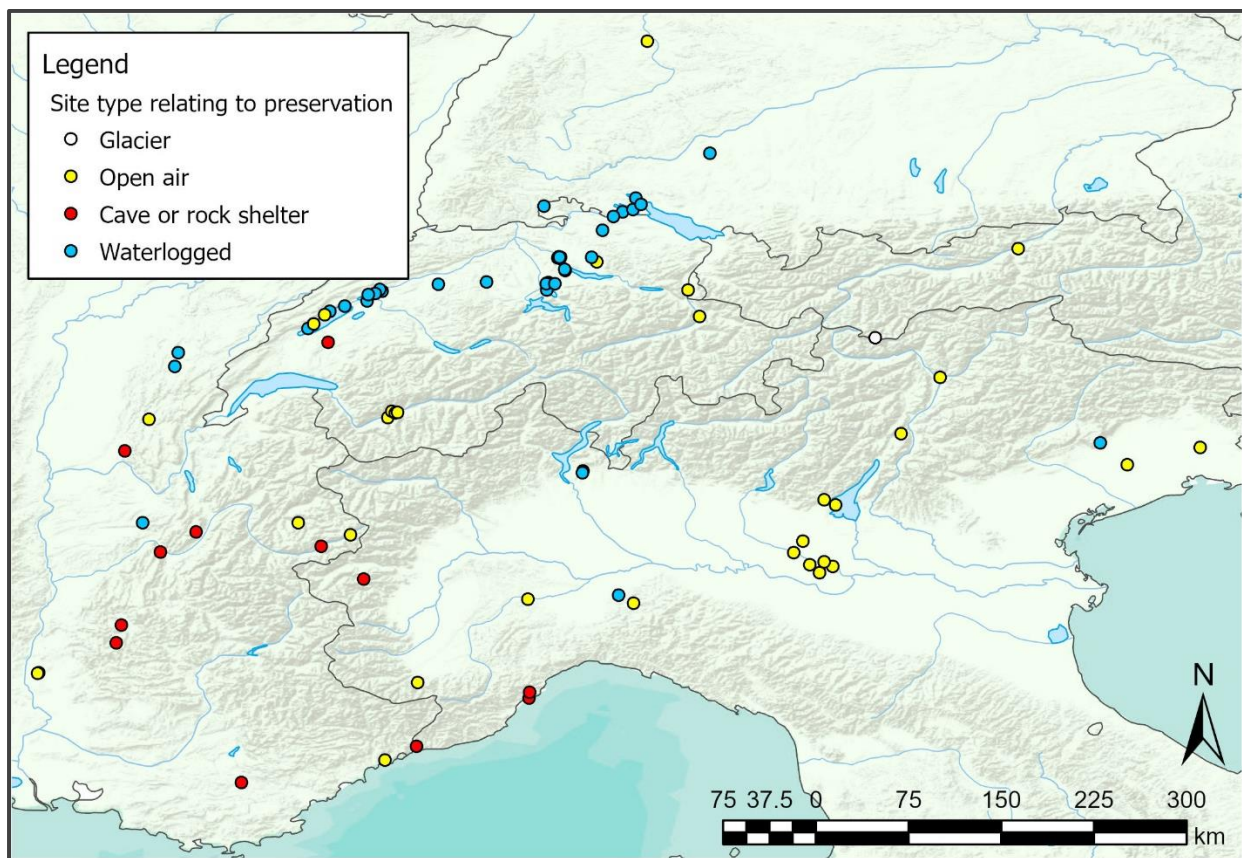 Legend
Site type relating to preservation
Glacier
Open air
Cave or rock shelter
Waterlogged
N
75 37.5 0 75 150 225 300
km